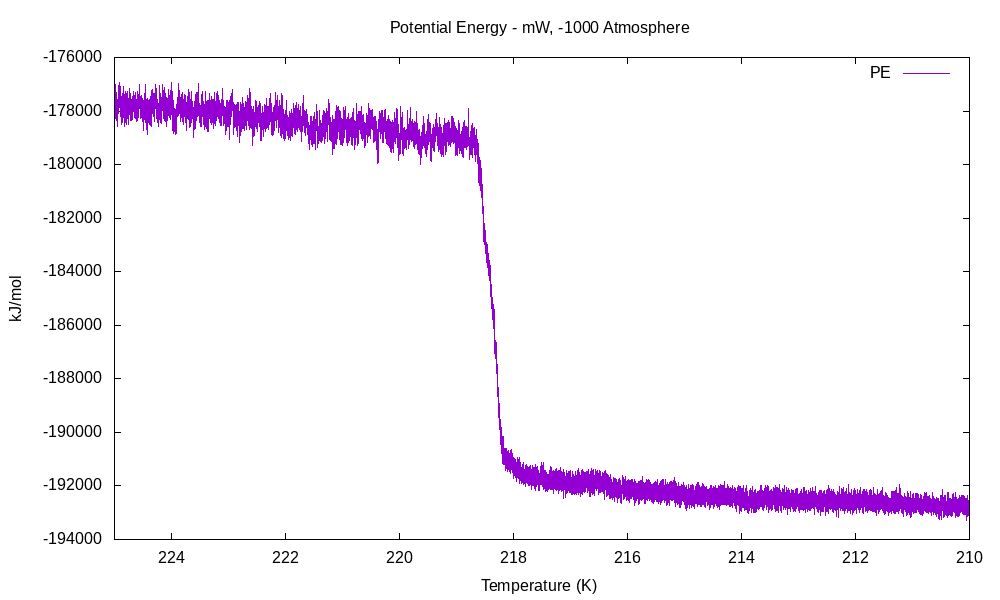 Potential Energy - mW, -1000 Atmosphere
-176000
PE
-178000
-180000
-182000
-184000
kJ/mol
-186000
-188000
-190000
-192000
-194000
224 222 220 218 216 214 212 210
Temperature (K)